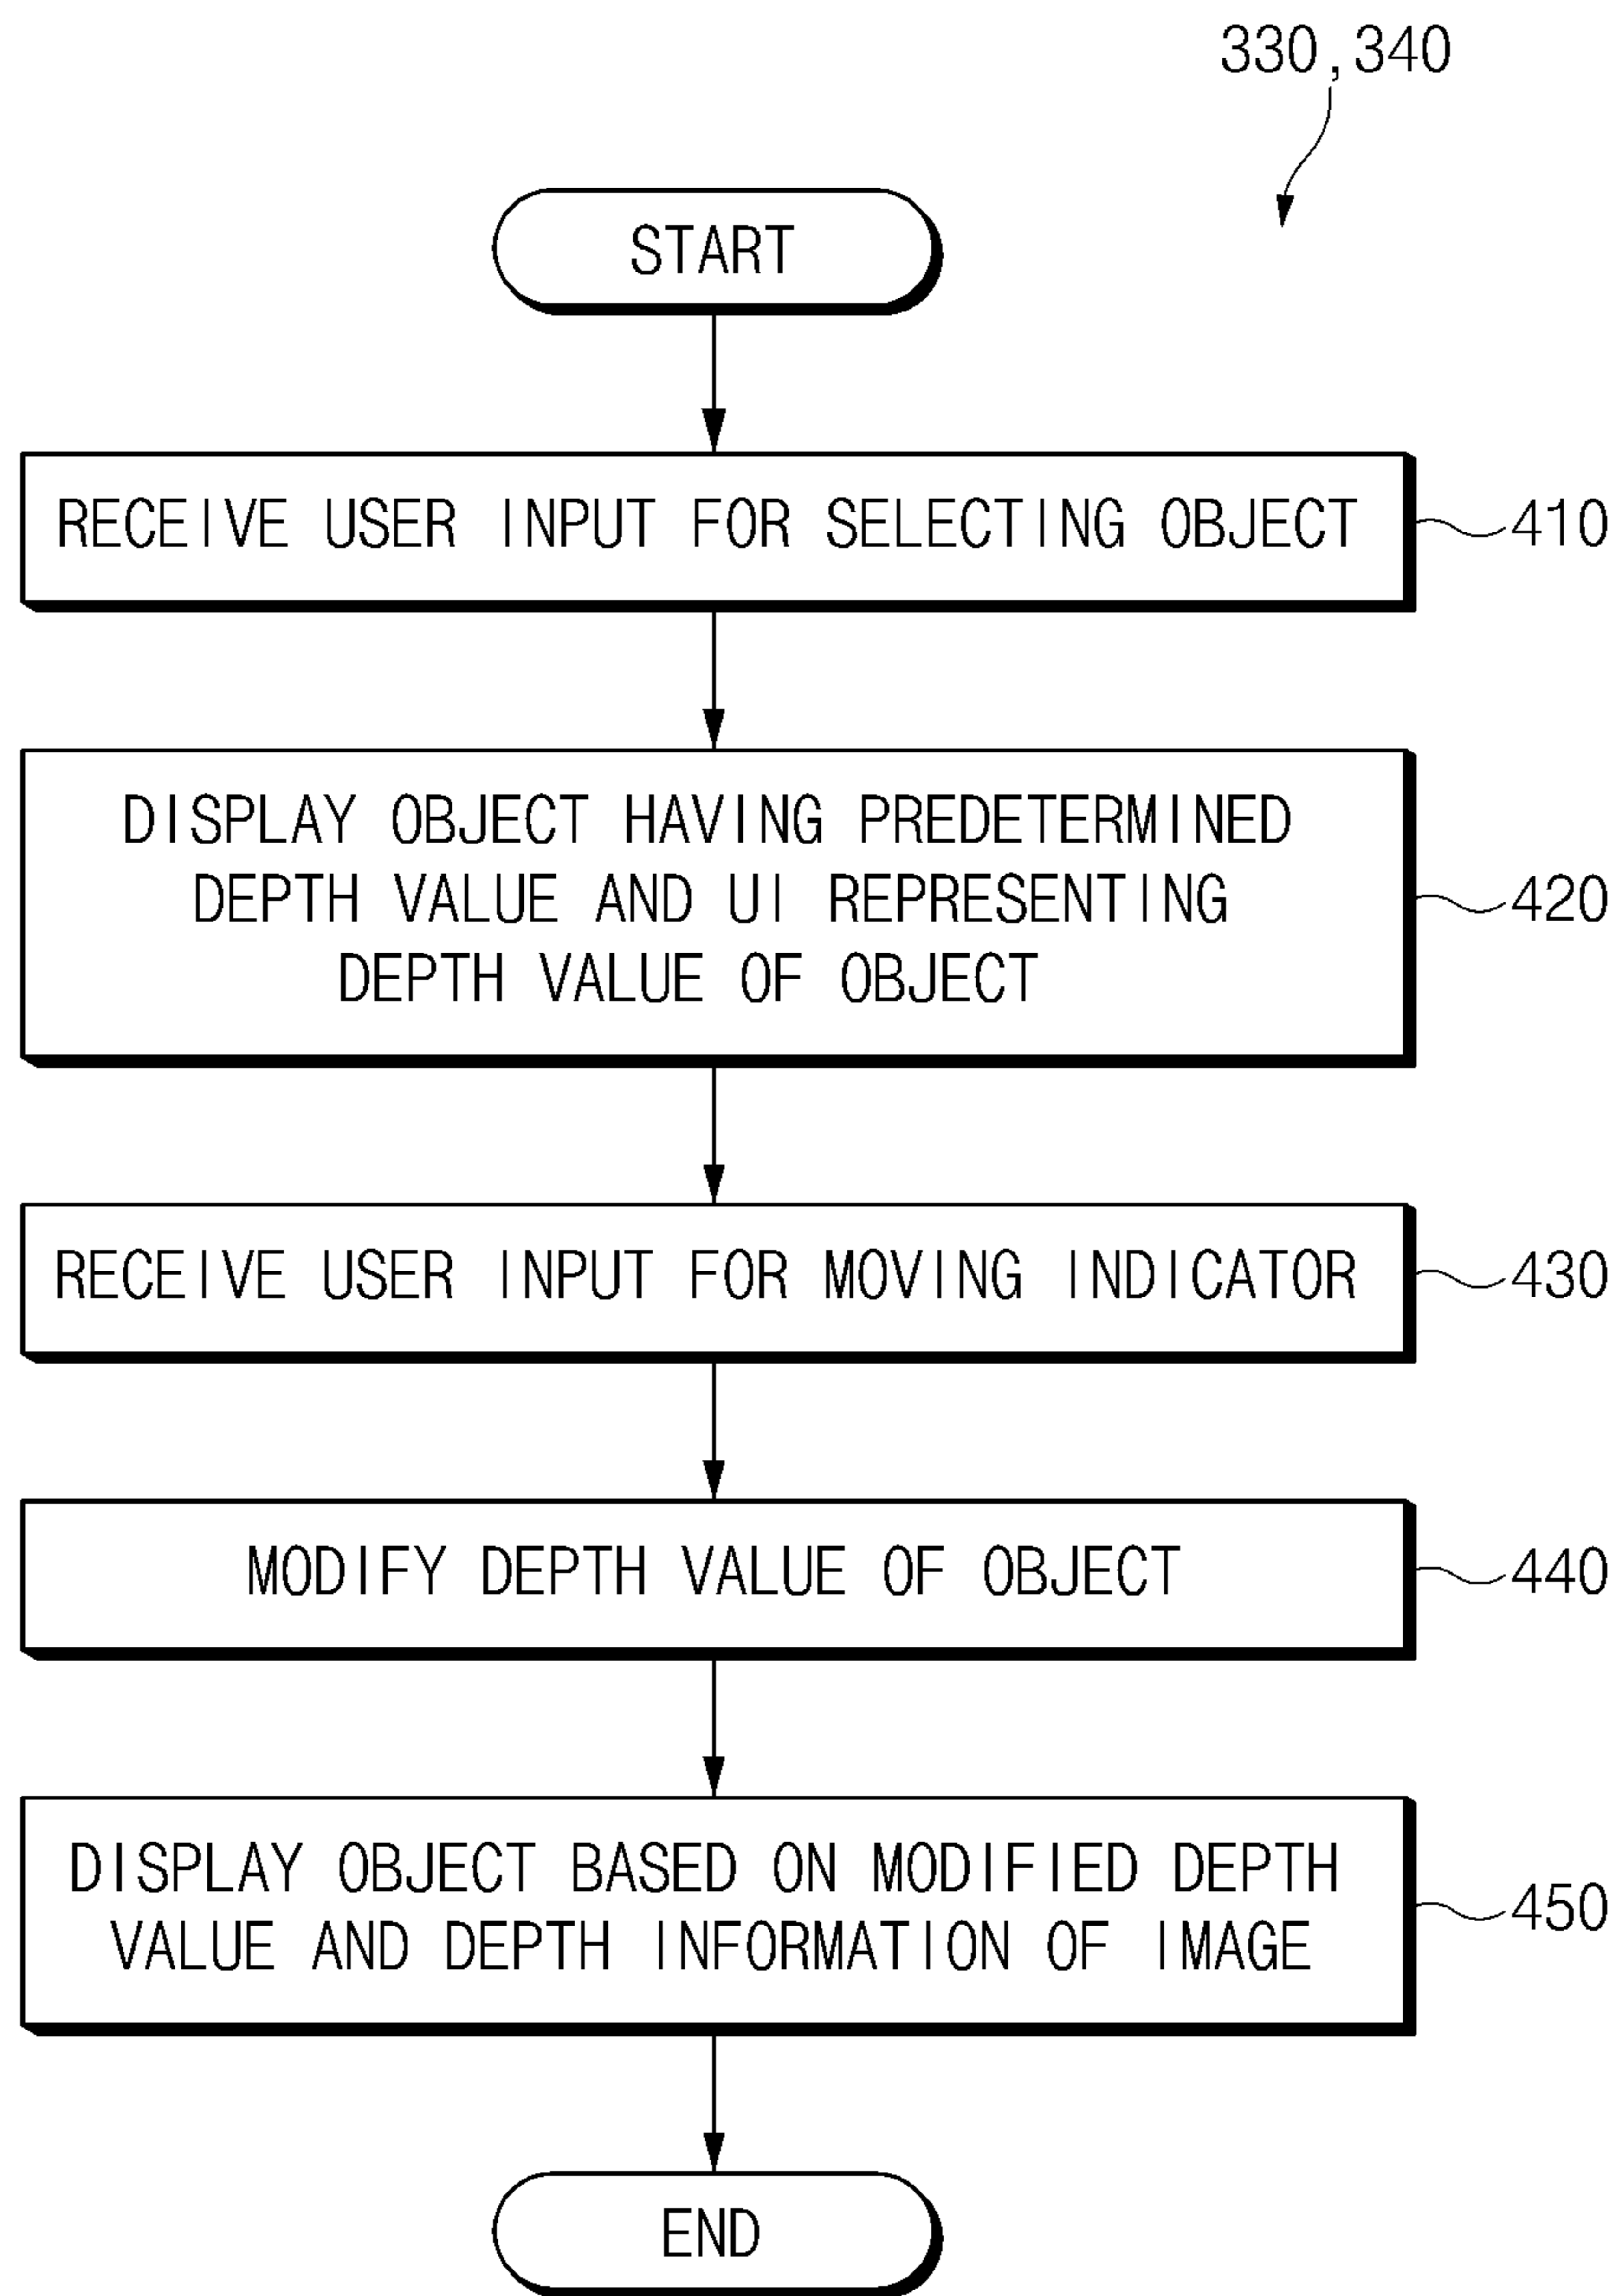 330,340
START
RECEIVE USER INPUT FOR SELECTING OBJECT
410
DISPLAY OBJECT HAVING PREDETERMINED
DEPTH VALUE AND UI REPRESENTING
DEPTH VALUE OF OBJECT
420
RECEIVE USER INPUT FOR MOVING INDICATOR
430
MODIFY DEPTH VALUE OF OBJECT
440
DISPLAY OBJECT BASED ON MODIFIED DEPTH
VALUE AND DEPTH INFORMATION OF IMAGE
450
END